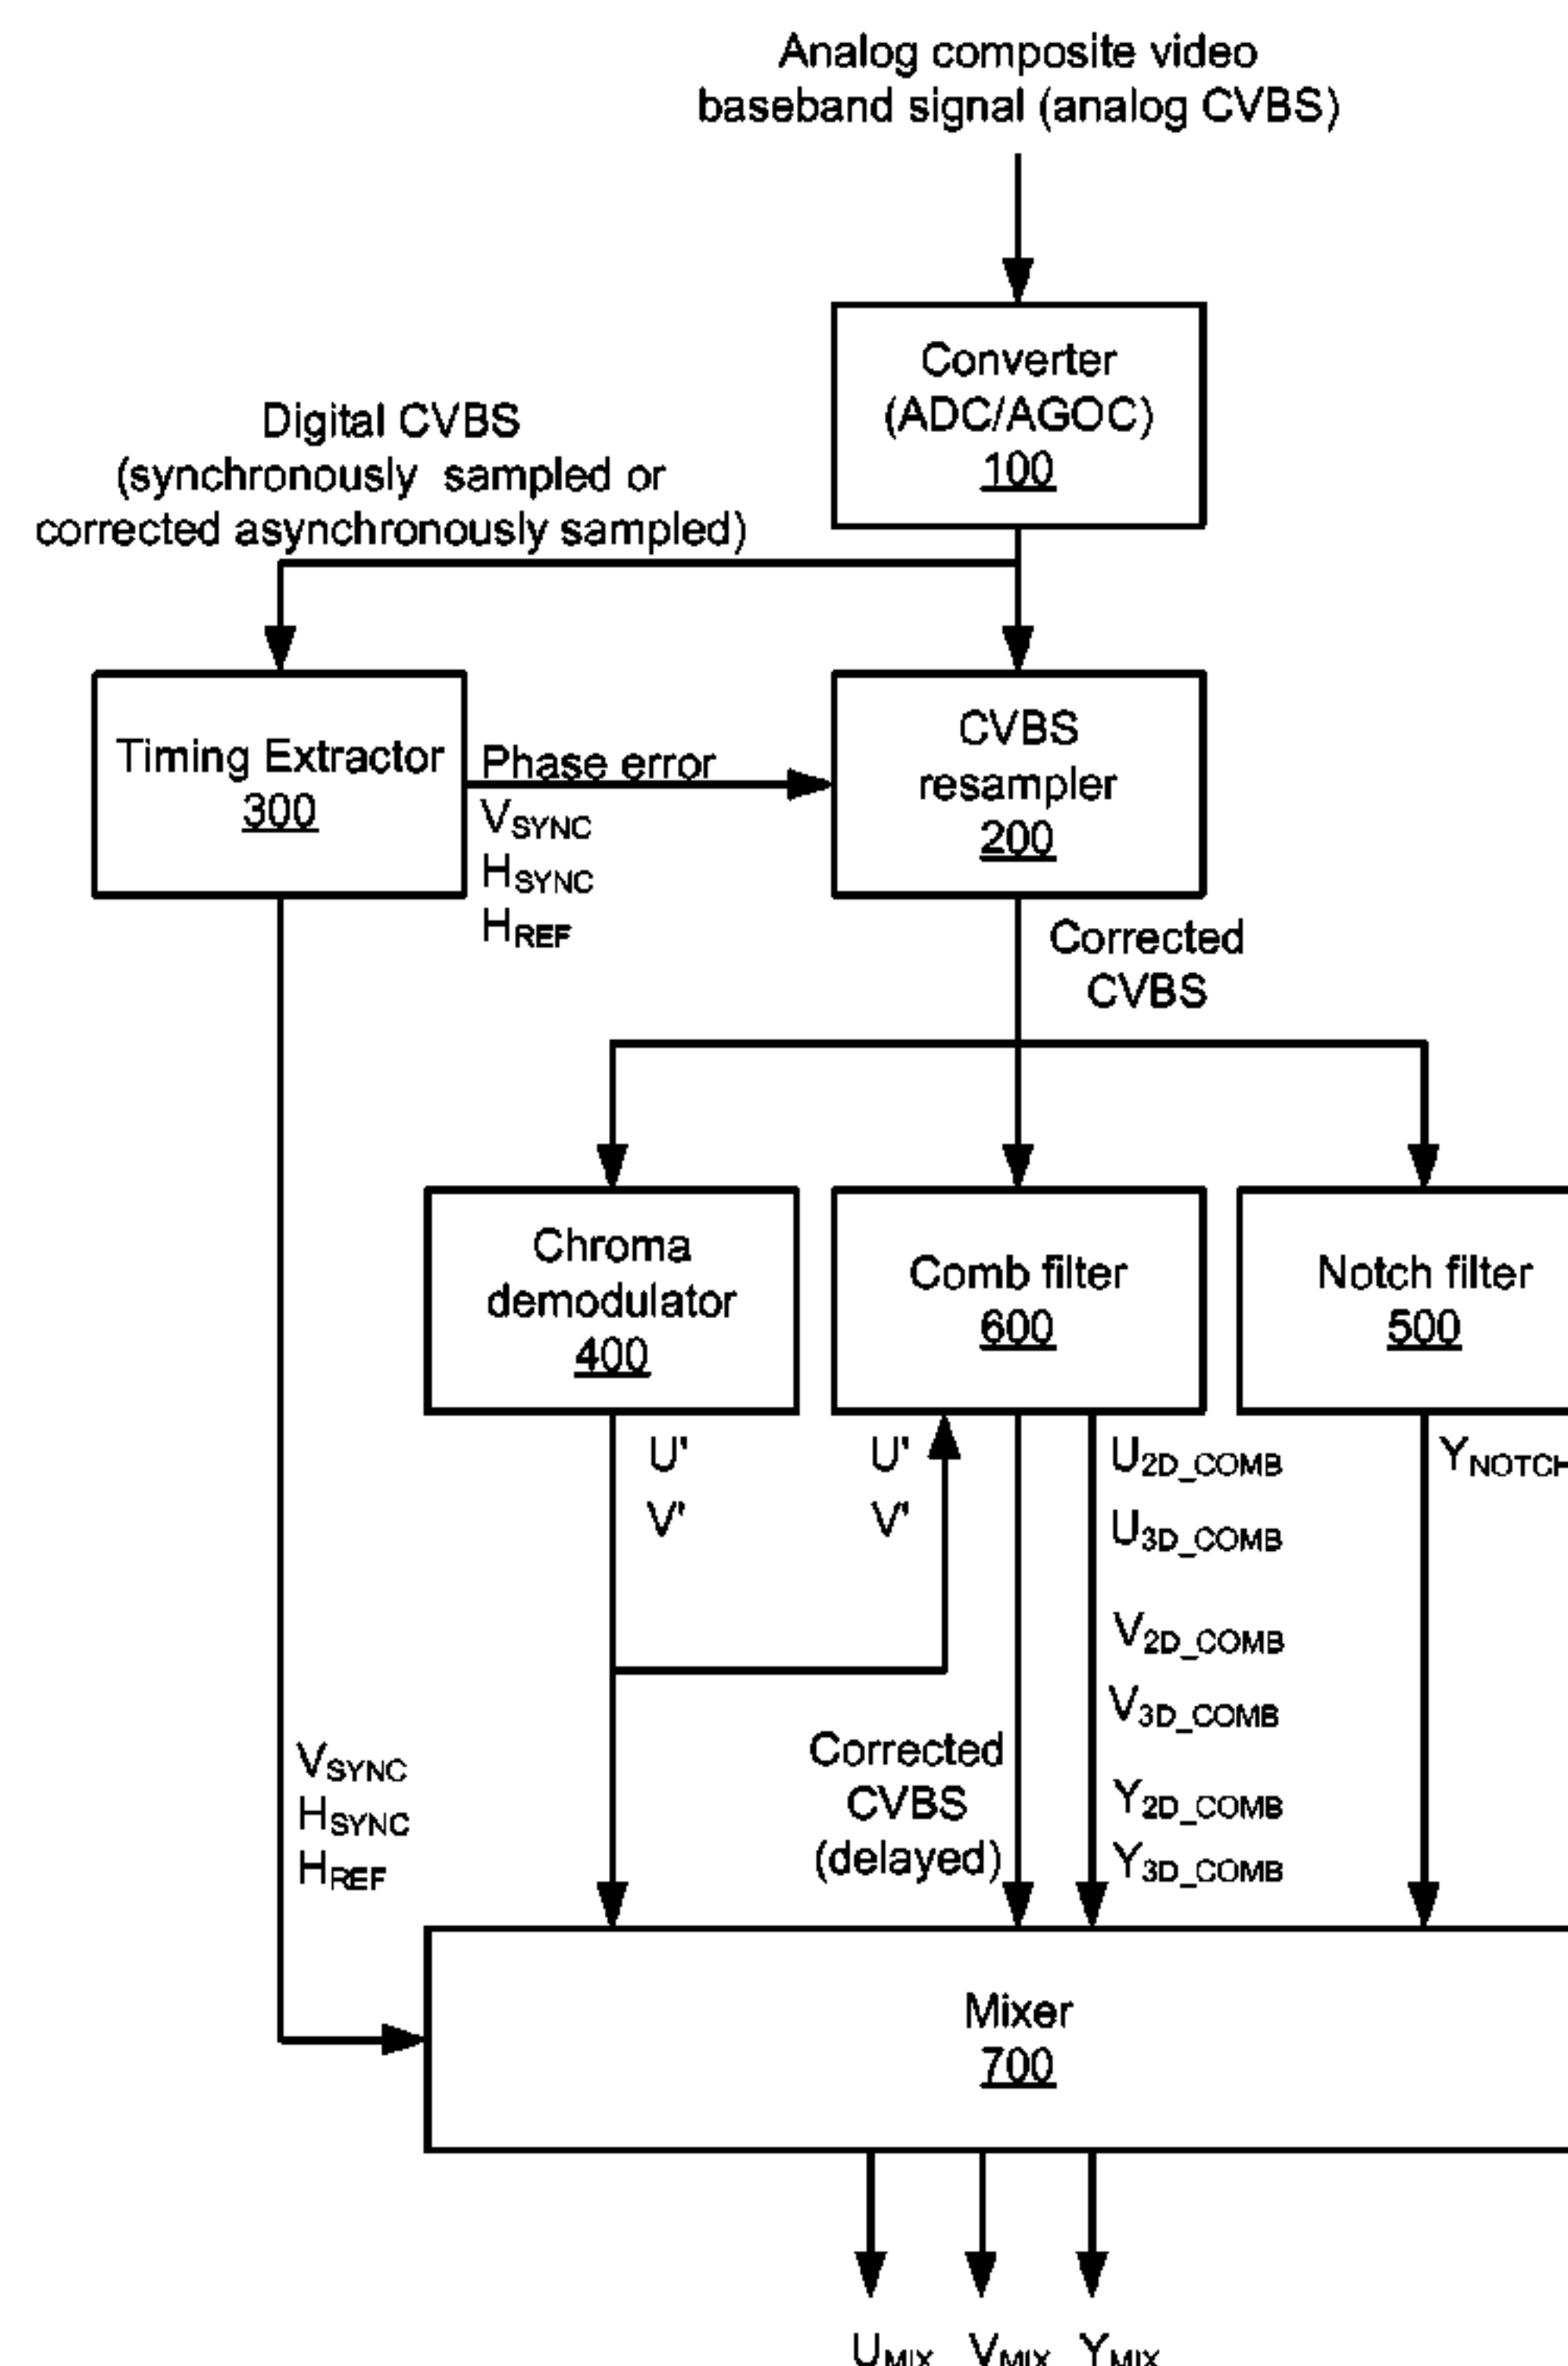 Analog composite video
baseband signal (analog CVBS)
Converter
(ADC/AGOC)
100
Digital CVBS
(synchronously sampled or
corrected asynchronously sampled)
Timing Extractor
300
Phase error
VSYNC
HSYNC
HREF
CVBS
resampler
200
Corrected
CVBS
Chroma
demodulator
400
Comb filter
600
Notch filter
500
U'
V'
U'
V'
U2D_COMB
U3D_COMB
V2D_COMB
V3D_COMB
Y2D_COMB
Y3D_COMB
YNOTCH
Corrected
CVBS
(delayed)
VSYNC
HSYNC
HREF
Mixer
700
UMIX VMIX YMIX